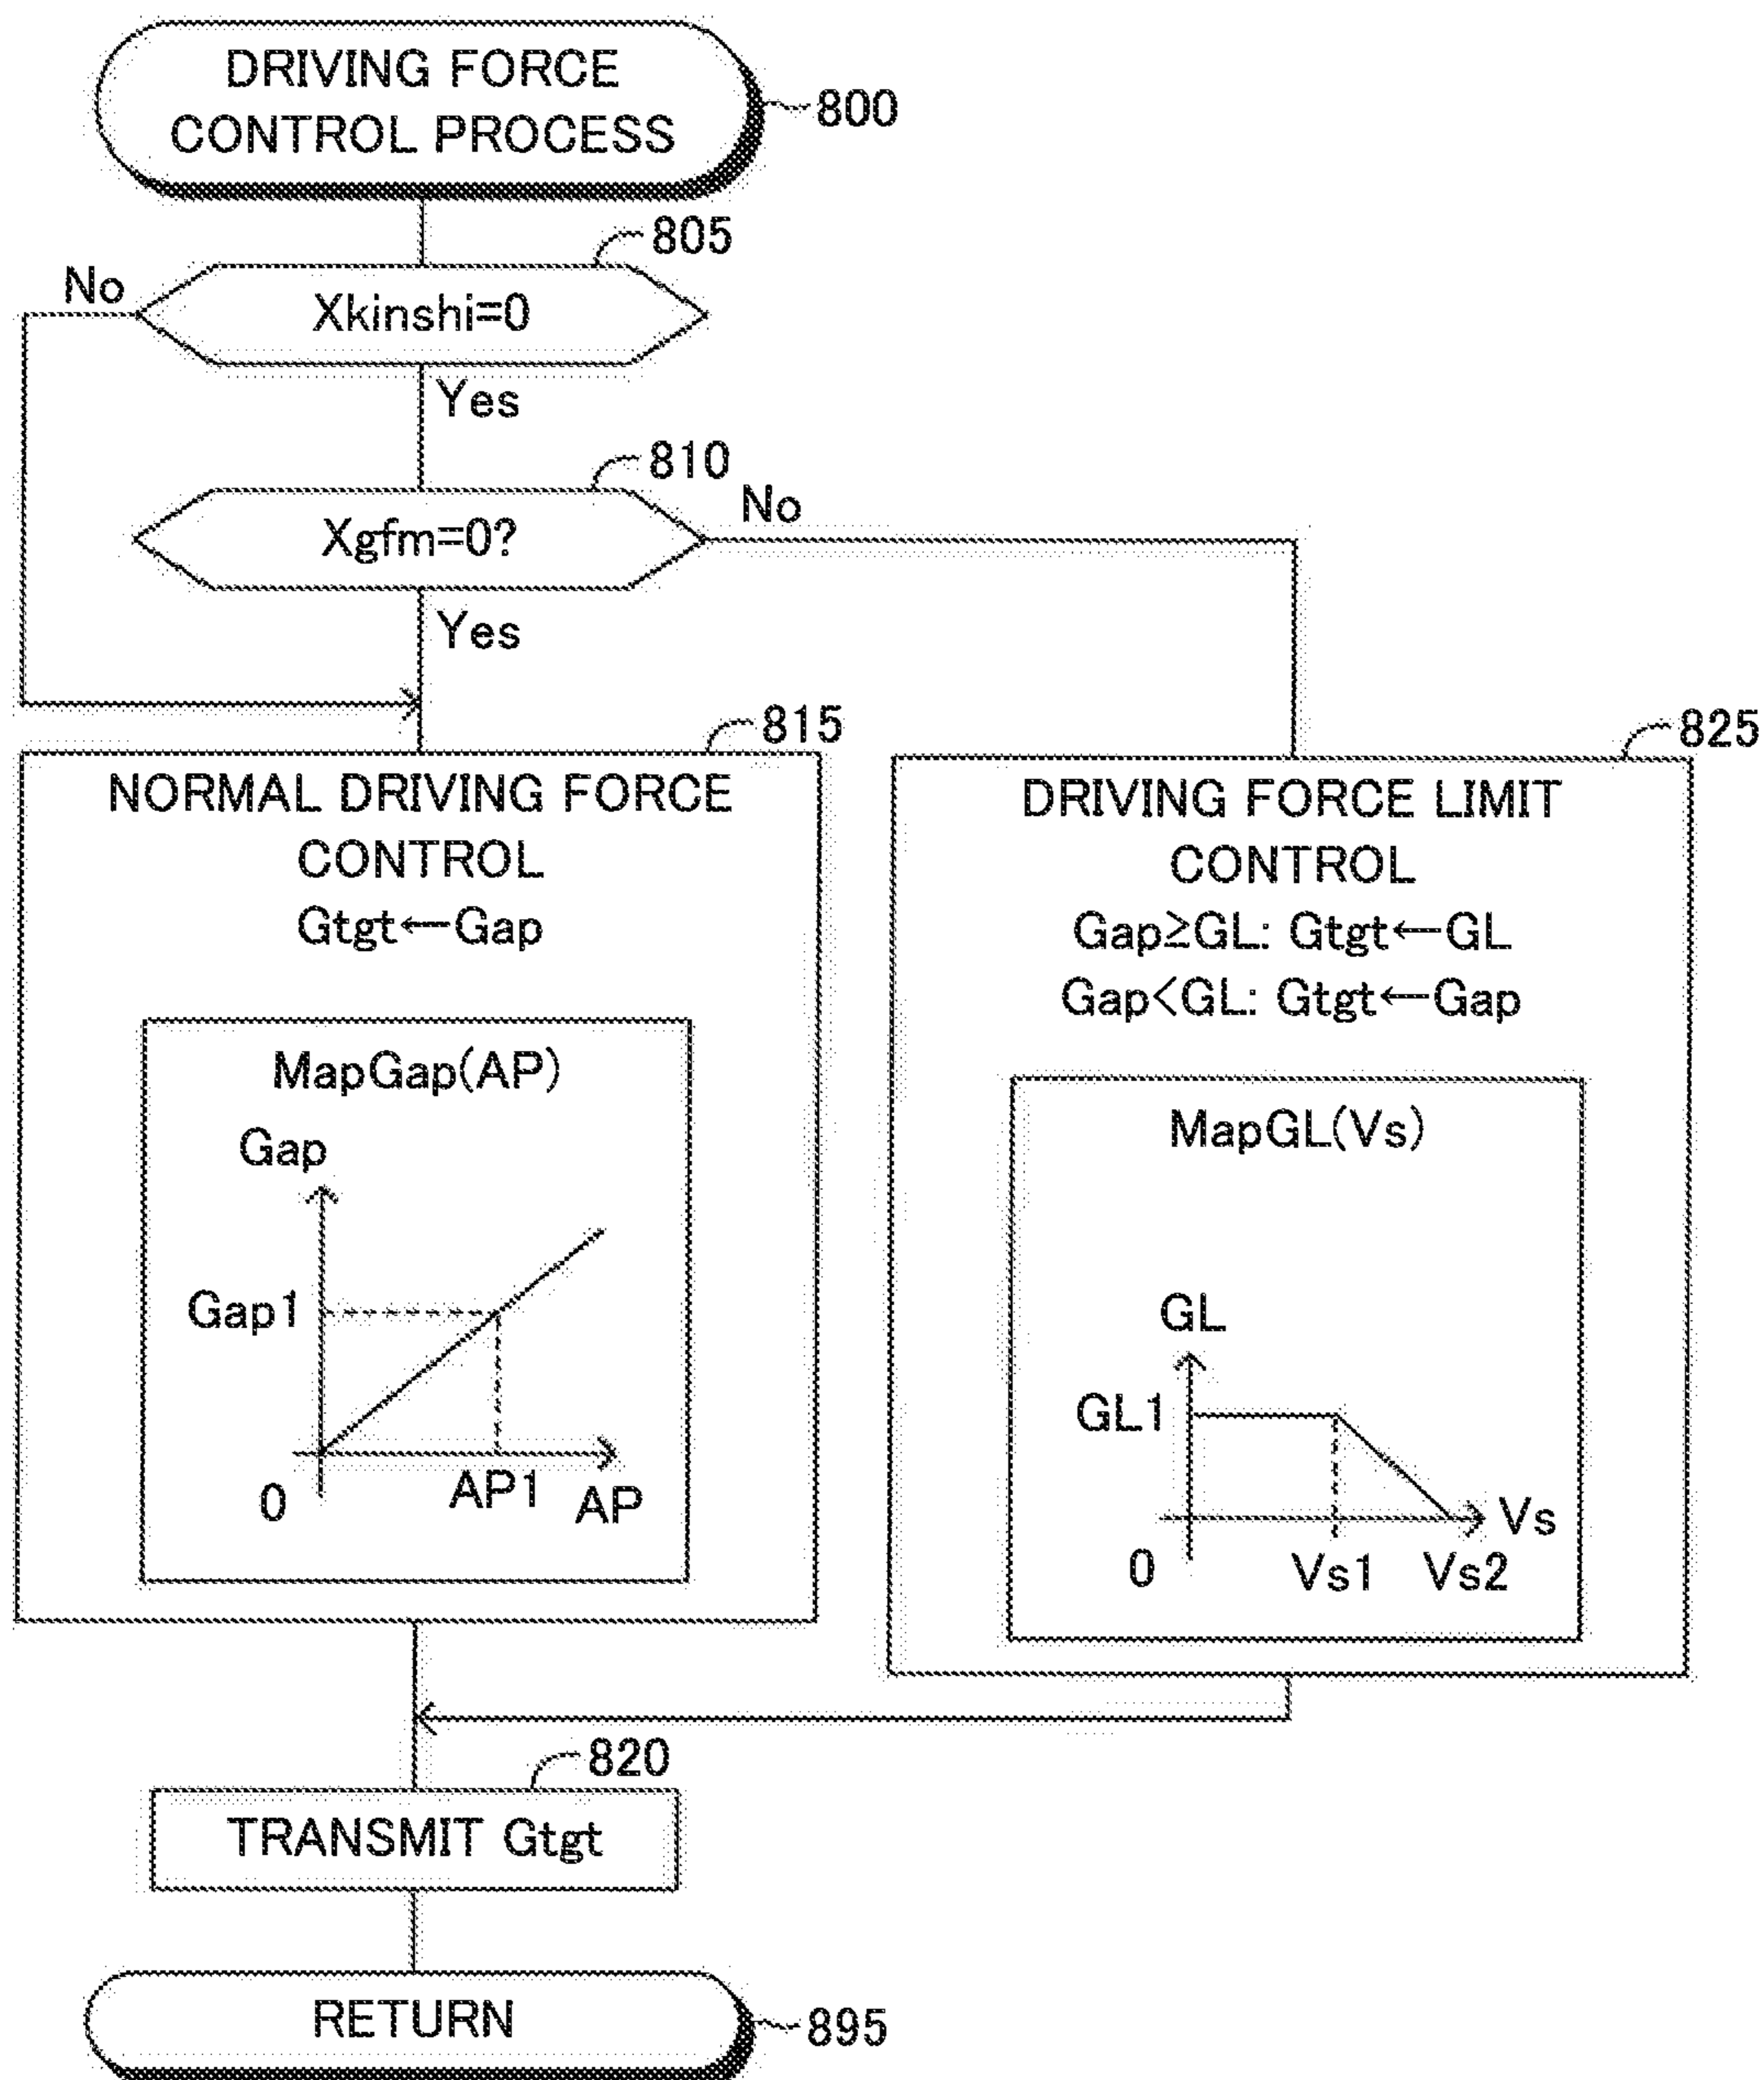 DRIVING FORCE
CONTROL PROCESS
800
805
No
Xkinshi=0
Yes
810
No
Xgfm=0?
Yes
815
NORMAL DRIVING FORCE
CONTROL
Gtgt←Gap
MapGap(AP)
Gap
Gap1
0
AP1
AP
825
DRIVING FORCE LIMIT
CONTROL
Gap≥GL: Gtgt←GL
Gap<GL: Gtgt←Gap
MapGL(Vs)
GL
GL1
Vs
0
Vs1
Vs2
820
TRANSMIT Gtgt
RETURN
895